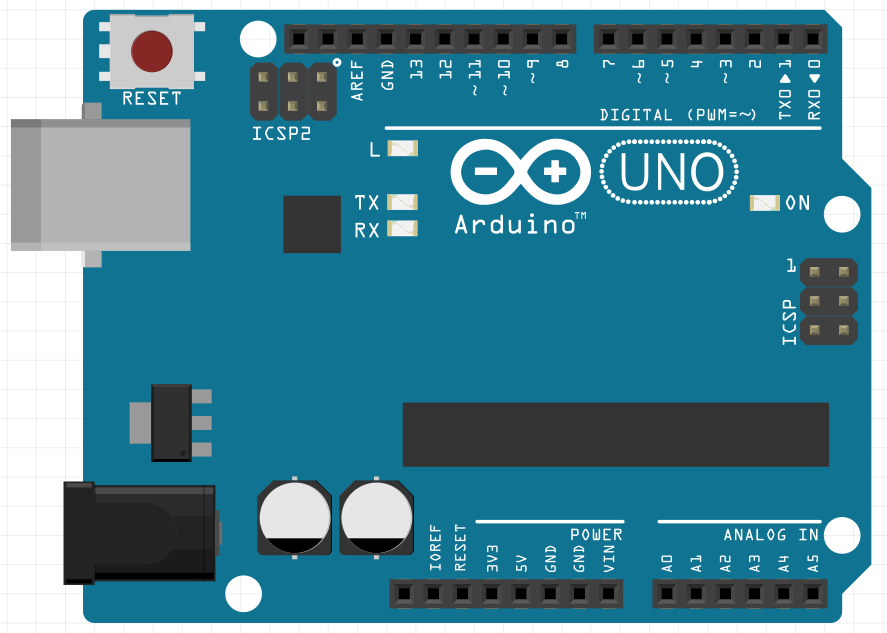 RESET
ICSP2
AREF
GND
13
12
~11
~10
~9
8
7
~6
~5
4
~3
2
TX0▶1
RX0◀0
DIGITAL (PWM=~)
L
TX
RX
Arduino™
UNO
ON
1
ICSP
POWER
ANALOG IN
IOREF
RESET
3V3
5V
GND
GND
VIN
A0
A1
A2
A3
A4
A5